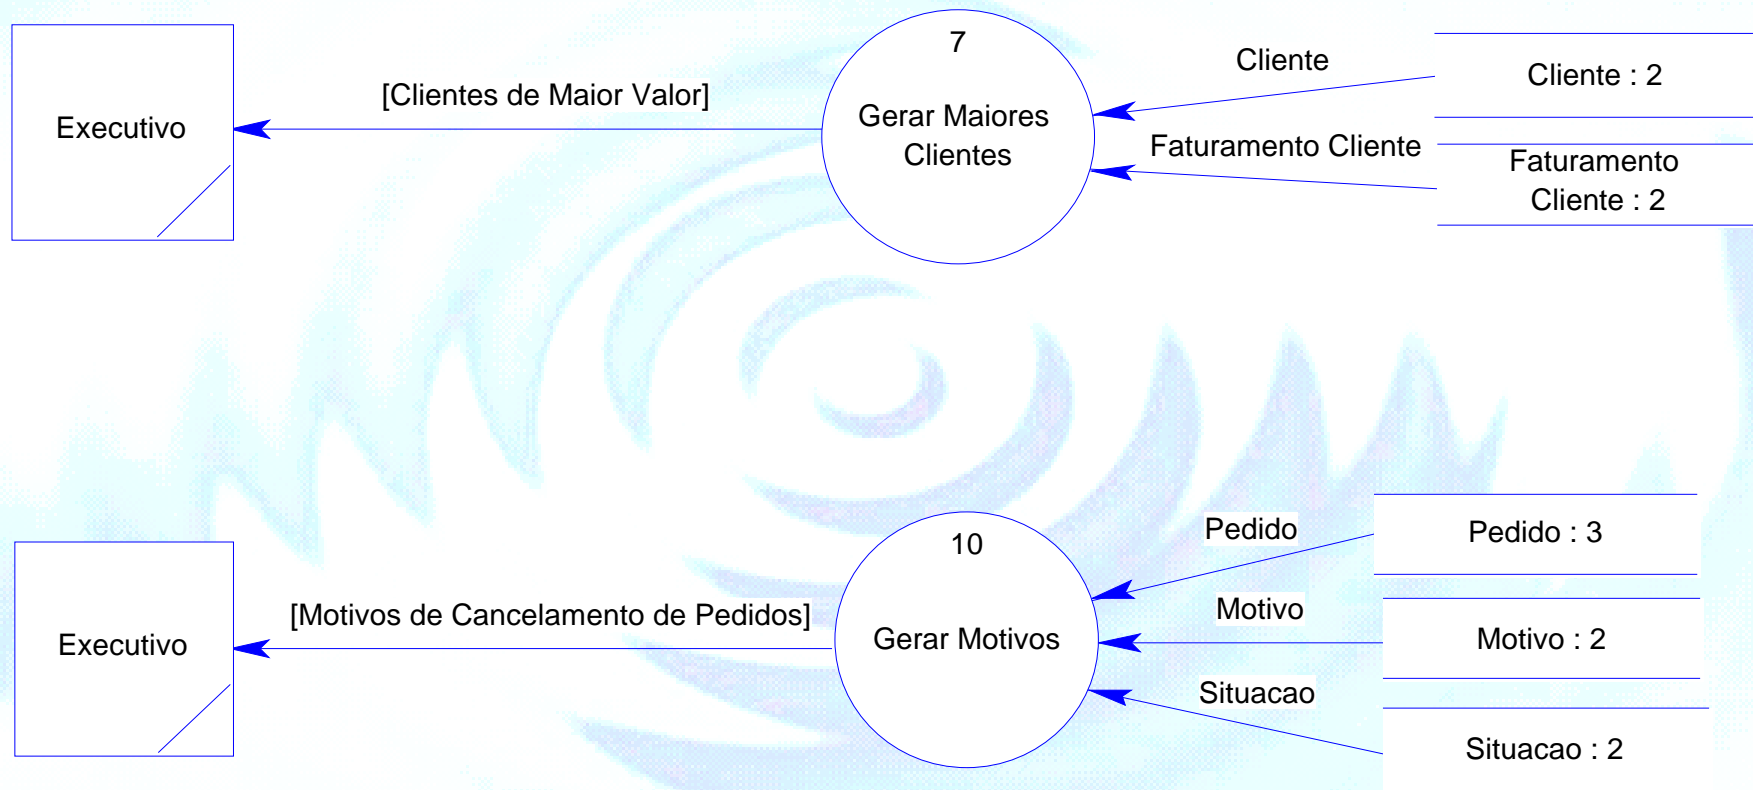 7
Cliente
Cliente : 2
[Clientes de Maior Valor]
Executivo
Gerar Maiores
Clientes
Faturamento Cliente
Faturamento
Cliente : 2
10
Pedido
Pedido : 3
[Motivos de Cancelamento de Pedidos]
Executivo
Gerar Motivos
Motivo
Motivo : 2
Situacao
Situacao : 2